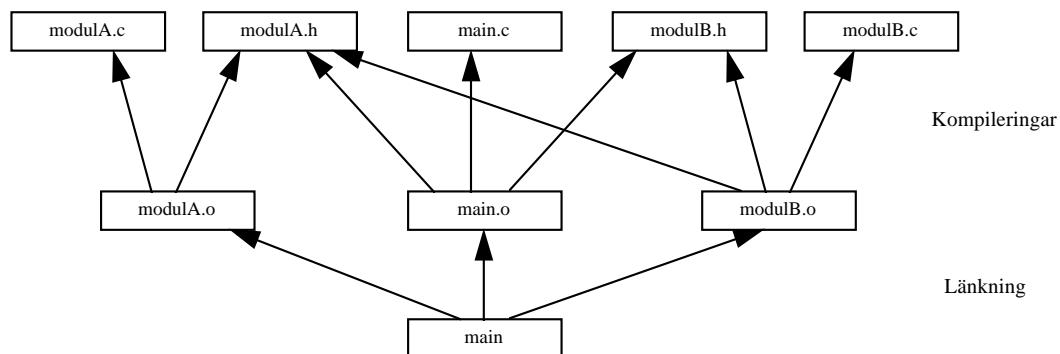 modulA.c
modulA.h
main.c
modulB.h
modulB.c
Kompileringar
modulA.o
main.o
modulB.o
Länkning
main